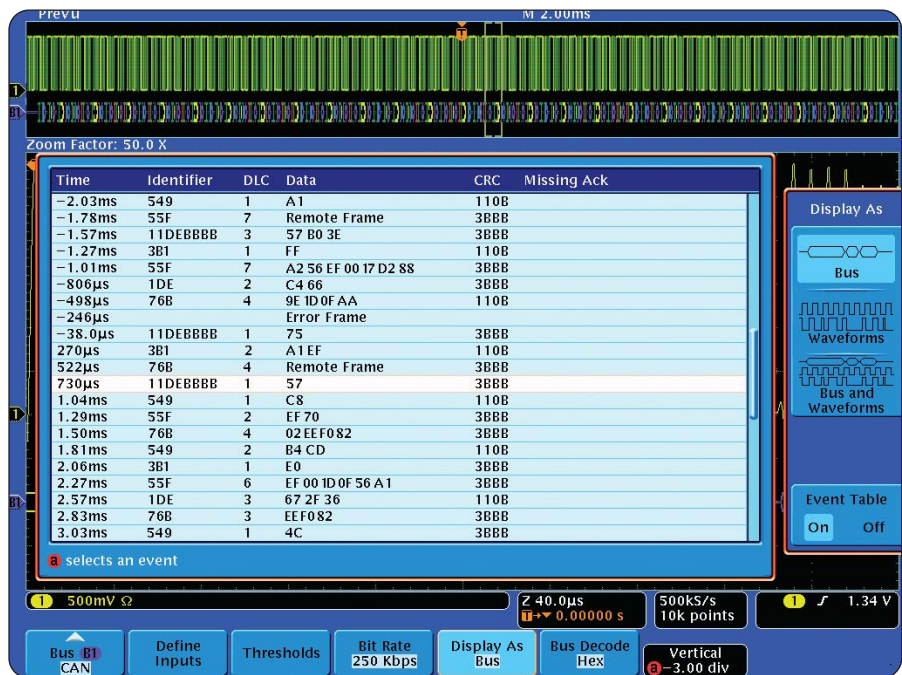 Prevu M 2.00ms
T
1
B1
Zoom Factor: 50.0 X
Time Identifier DLC Data CRC Missing Ack
-2.03ms 549 1 A1 110B
-1.78ms 55F 7 Remote Frame 3BBB
-1.57ms 11DEBBBB 3 57 B0 3E 3BBB
-1.27ms 3B1 1 FF 110B
-1.01ms 55F 7 A2 56 EF 00 17 D2 88 3BBB
-806µs 1DE 2 C4 66 3BBB
-498µs 76B 4 9E 1D 0F AA 110B
-246µs Error Frame
-38.0µs 11DEBBBB 1 75 3BBB
270µs 3B1 2 A1 EF 110B
522µs 76B 4 Remote Frame 3BBB
730µs 11DEBBBB 1 57 3BBB
1.04ms 549 1 C8 110B
1.29ms 55F 2 EF 70 3BBB
1.50ms 76B 4 02 EE F0 82 3BBB
1.81ms 549 2 B4 CD 110B
2.06ms 3B1 1 E0 3BBB
2.27ms 55F 6 EF 00 1D 0F 56 A1 3BBB
2.57ms 1DE 3 67 2F 36 110B
2.83ms 76B 3 EE F0 82 3BBB
3.03ms 549 1 4C 3BBB
a selects an event
Display As
Bus
Waveforms
Bus and
Waveforms
Event Table
On Off
1
B1
1 500mV Ω
Z 40.0µs
T→▼ 0.00000 s
500kS/s
10k points
1 1.34 V
Bus B1
CAN
Define
Inputs
Thresholds
Bit Rate
250 Kbps
Display As
Bus
Bus Decode
Hex
Vertical
a -3.00 div